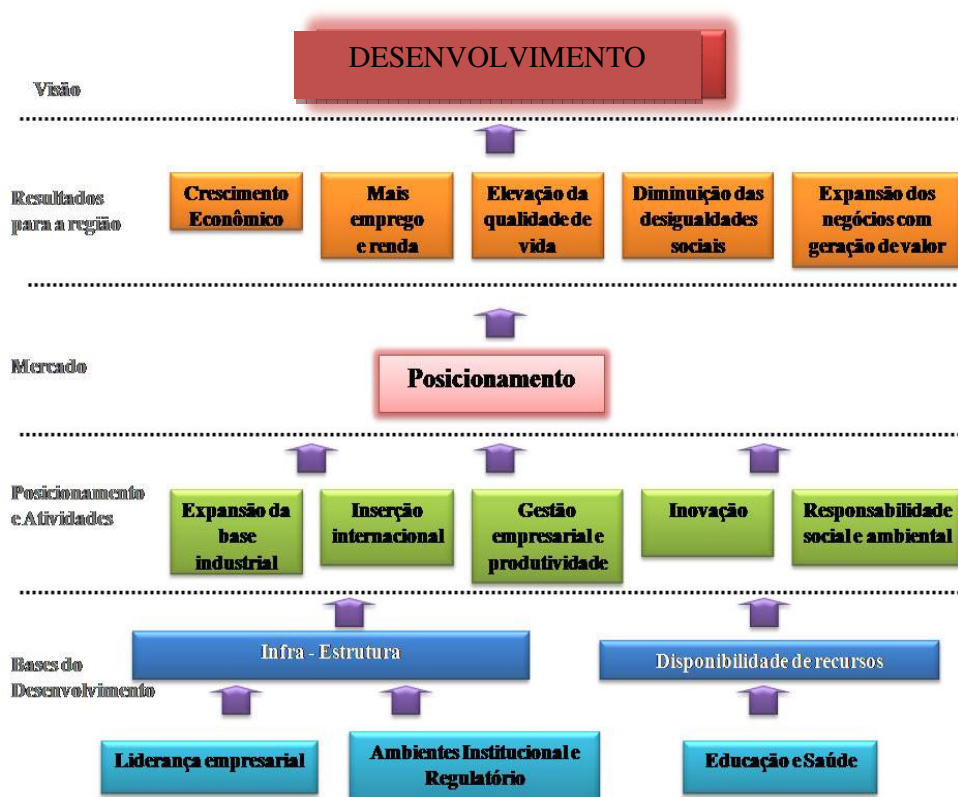 DESENVOLVIMENTO
Visão
Resultados
para a região
Crescimento
Econômico
Mais
emprego
e renda
Elevação da
qualidade de
vida
Diminuição das
desigualdades
sociais
Expansão dos
negócios com
geração de valor
Mercado
Posicionamento
Posicionamento
e Atividades
Expansão da
base
industrial
Inserção
internacional
Gestão
empresarial e
produtividade
Inovação
Responsabilidade
social e ambiental
Bases do
Desenvolvimento
Infra - Estrutura
Disponibilidade de recursos
Liderança empresarial
Ambientes Institucional e
Regulatório
Educação e Saúde